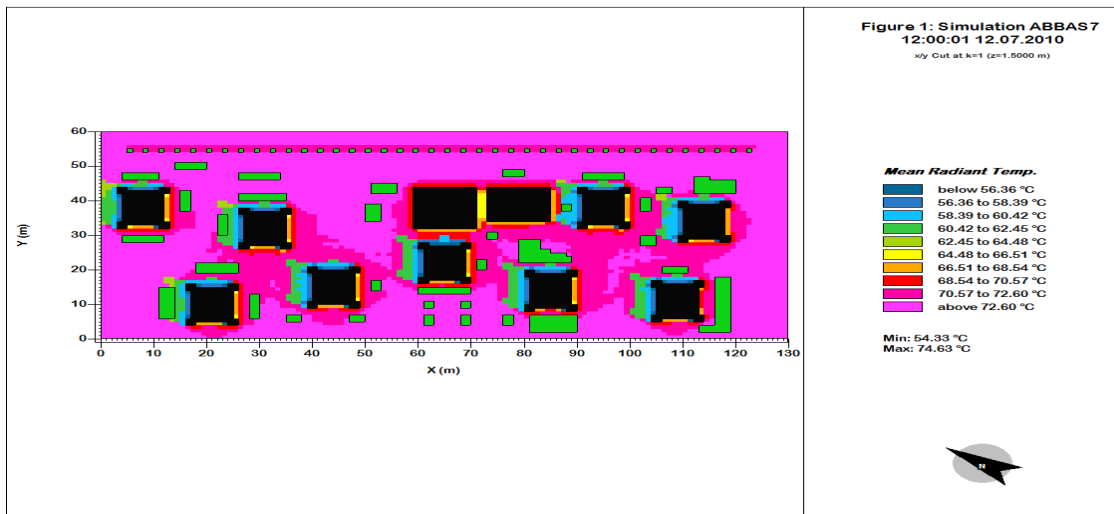 Figure 1: Simulation ABBAS7
12:00:01 12.07.2010
x/y Cut at k=1 (z=1.5000 m)
60
50
40
30
20
10
0
Y (m)
0 10 20 30 40 50 60 70 80 90 100 110 120 130
X (m)
Mean Radiant Temp.
below 56.36 °C
56.36 to 58.39 °C
58.39 to 60.42 °C
60.42 to 62.45 °C
62.45 to 64.48 °C
64.48 to 66.51 °C
66.51 to 68.54 °C
68.54 to 70.57 °C
70.57 to 72.60 °C
above 72.60 °C
Min: 54.33 °C
Max: 74.63 °C
N